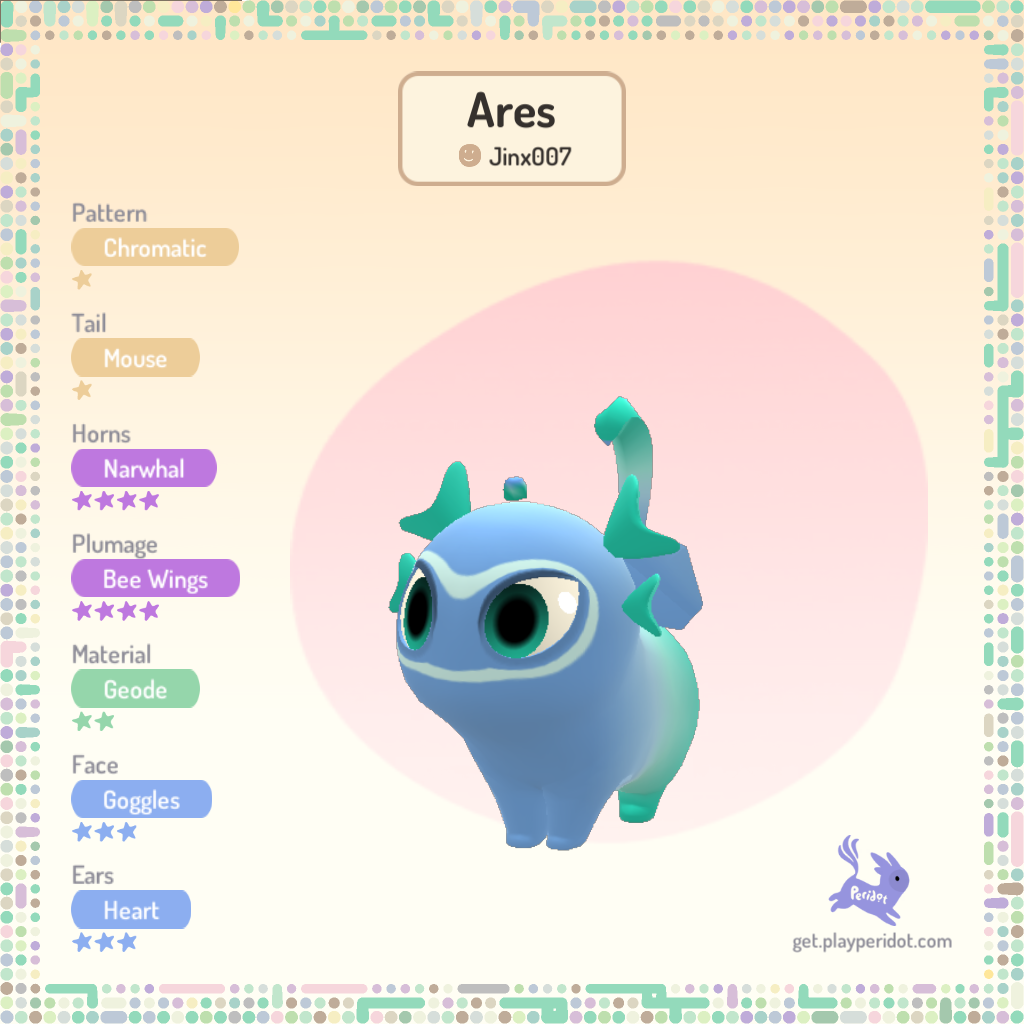 Ares
Jinx007
Pattern
Chromatic
Tail
Mouse
Horns
Narwhal
Plumage
Bee Wings
Material
Geode
Face
Goggles
Ears
Heart
Peridot
get.playperidot.com